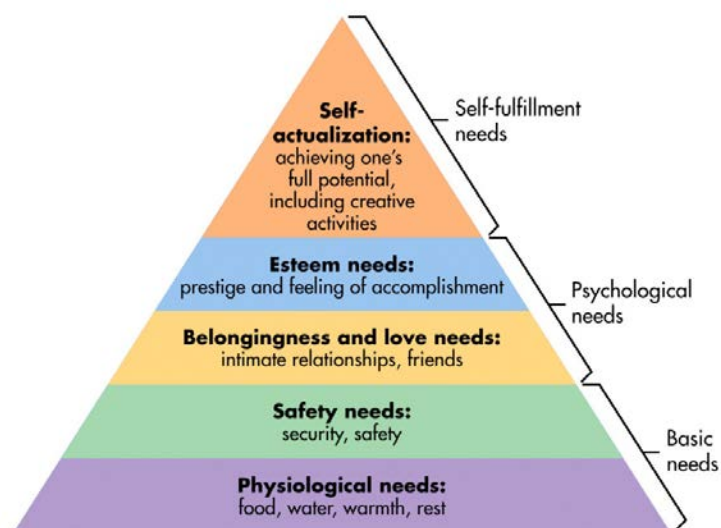 Self-
actualization:
achieving one's
full potential,
including creative
activities
Self-fulfillment
needs
Esteem needs:
prestige and feeling of accomplishment
Belongingness and love needs:
intimate relationships, friends
Psychological
needs
Safety needs:
security, safety
Physiological needs:
food, water, warmth, rest
Basic
needs